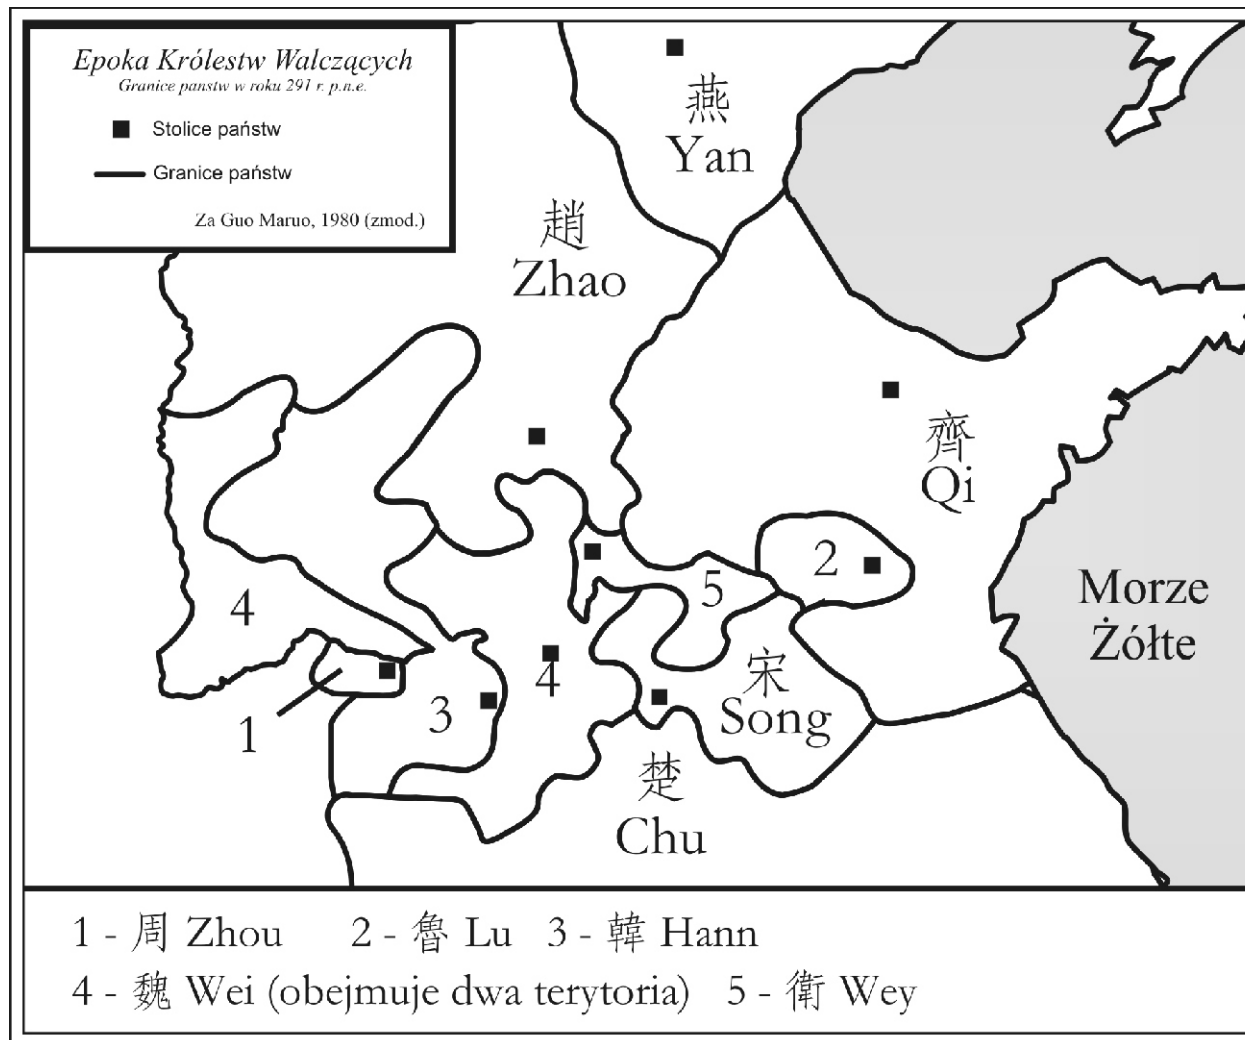 Epoka Królestw Walczących
Granice panstw w roku 291 r. p.n.e.
Stolice państw
Granice państw
Za Guo Maruo, 1980 (zmod.)
燕
Yan
趙
Zhao
齊
Qi
2
5
4
Morze
Żółte
4
宋
Song
3
1
楚
Chu
1 - 周 Zhou 2 - 魯 Lu 3 - 韓 Hann
4 - 魏 Wei (obejmuje dwa terytoria) 5 - 衛 Wey